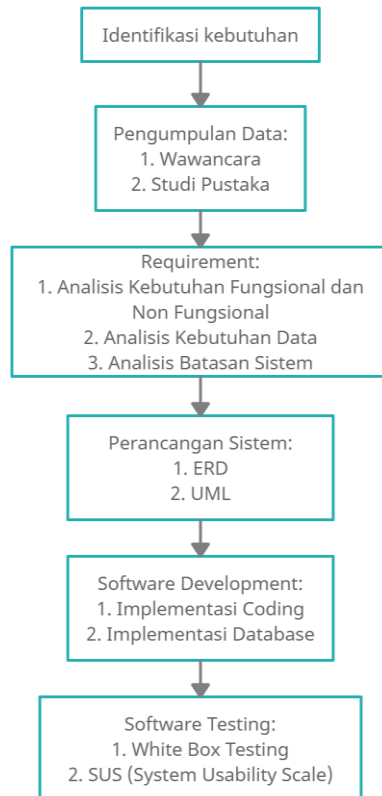 Identifikasi kebutuhan
Pengumpulan Data:
1. Wawancara
2. Studi Pustaka
Requirement:
1. Analisis Kebutuhan Fungsional dan
Non Fungsional
2. Analisis Kebutuhan Data
3. Analisis Batasan Sistem
Perancangan Sistem:
1. ERD
2. UML
Software Development:
1. Implementasi Coding
2. Implementasi Database
Software Testing:
1. White Box Testing
2. SUS (System Usability Scale)